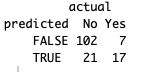 actual
predicted No Yes
FALSE 102 7
TRUE 21 17